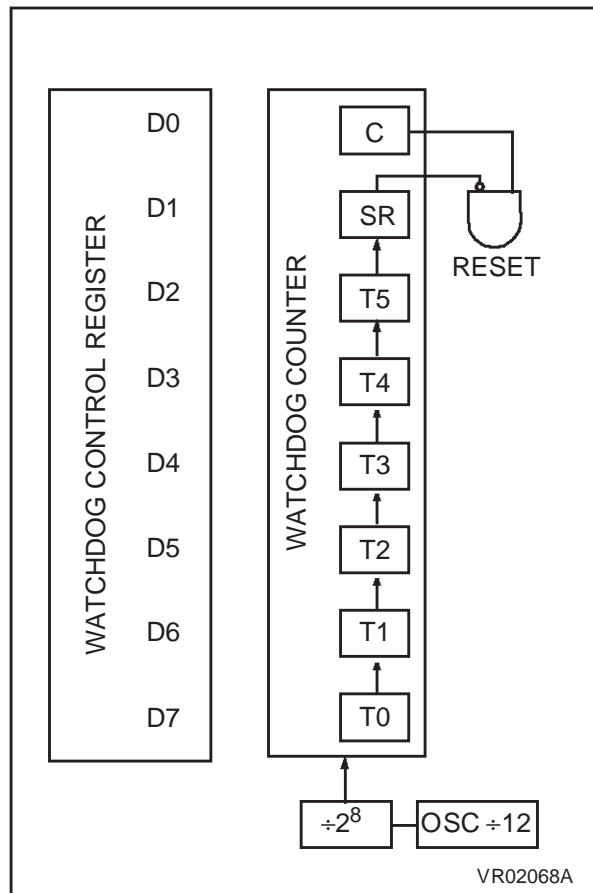 WATCHDOG CONTROL REGISTER
D0
D1
D2
D3
D4
D5
D6
D7
WATCHDOG COUNTER
C
SR
T5
T4
T3
T2
T1
T0
RESET
÷2⁸
OSC ÷12
VR02068A